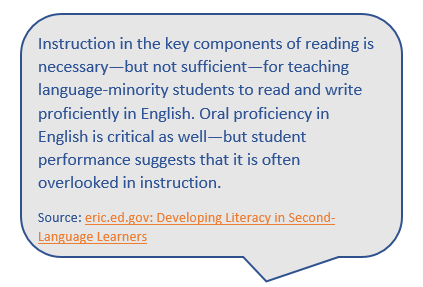 Instruction in the key components of reading is
necessary—but not sufficient—for teaching
language-minority students to read and write
proficiently in English. Oral proficiency in
English is critical as well—but student
performance suggests that it is often
overlooked in instruction.
Source: eric.ed.gov: Developing Literacy in Second-
Language Learners